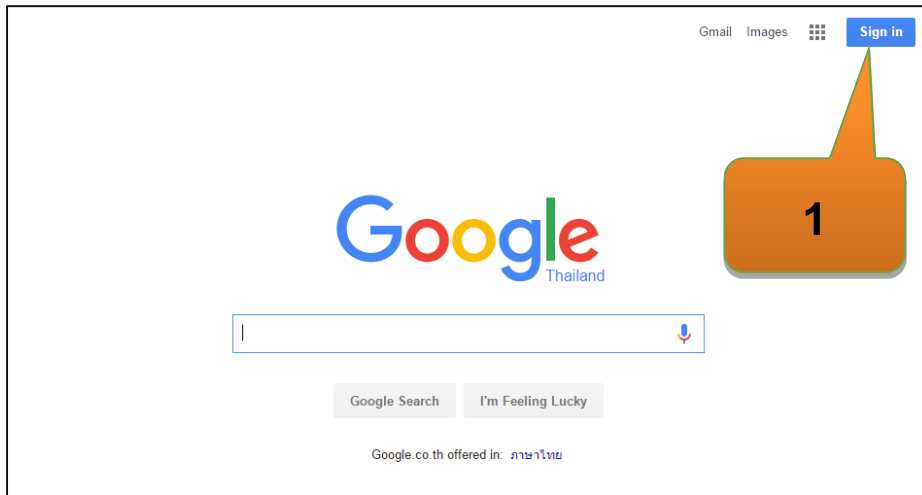 Gmail Images Sign in
1
Google
Thailand
Google Search I'm Feeling Lucky
Google.co.th offered in: ภาษาไทย